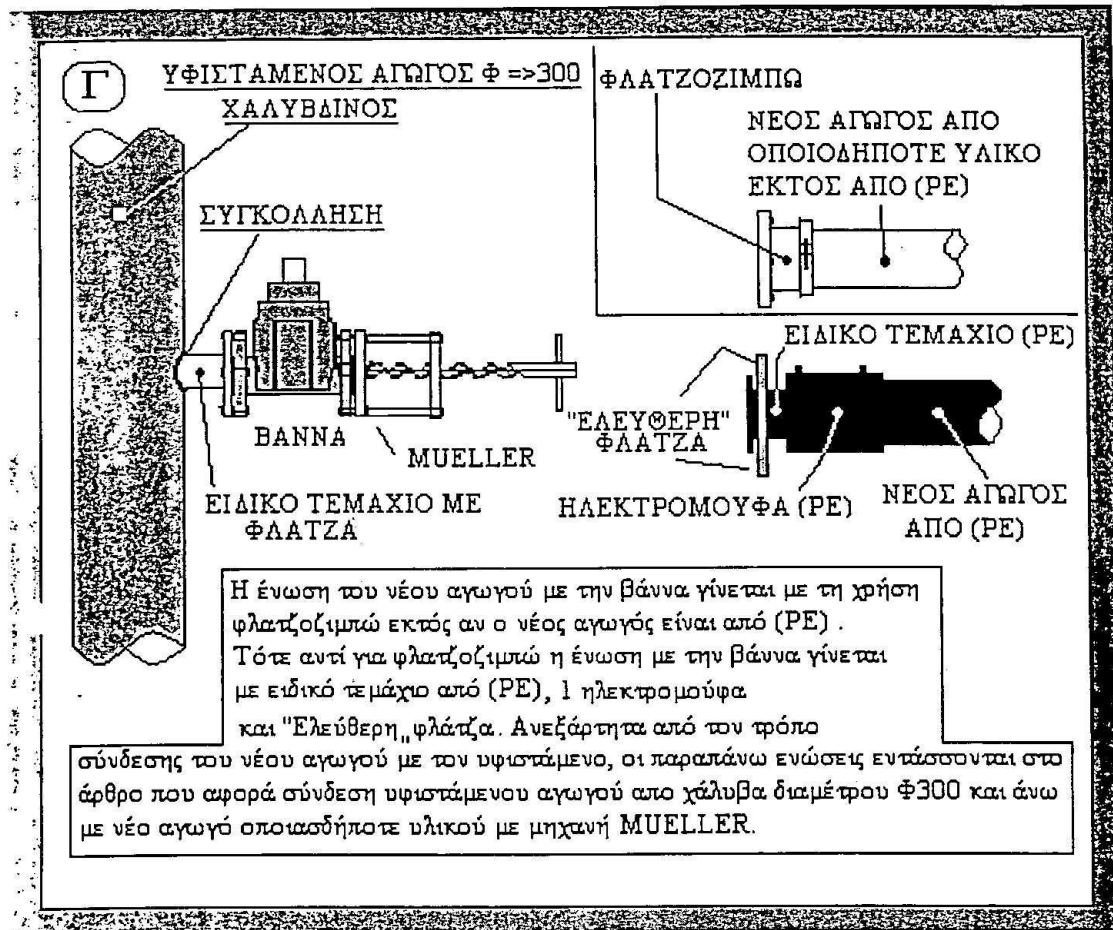 Γ
ΥΦΙΣΤΑΜΕΝΟΣ ΑΓΩΓΟΣ Φ =>300
ΧΑΛΥΒΔΙΝΟΣ
ΣΥΓΚΟΛΛΗΣΗ
ΒΑΝΝΑ
MUELLER
ΕΙΔΙΚΟ ΤΕΜΑΧΙΟ ΜΕ
ΦΛΑΤΖΑ
ΦΛΑΤΖΟΖΙΜΠΩ
ΝΕΟΣ ΑΓΩΓΟΣ ΑΠΟ
ΟΠΟΙΟΔΗΠΟΤΕ ΥΛΙΚΟ
ΕΚΤΟΣ ΑΠΟ (PE)
ΕΙΔΙΚΟ ΤΕΜΑΧΙΟ (PE)
"ΕΛΕΥΘΕΡΗ"
ΦΛΑΤΖΑ
ΗΛΕΚΤΡΟΜΟΥΦΑ (PE)
ΝΕΟΣ ΑΓΩΓΟΣ
ΑΠΟ (PE)
Η ένωση του νέου αγωγού με την βάννα γίνεται με τη χρήση
φλατζοζιμπώ εκτός αν ο νέος αγωγός είναι από (PE) .
Τότε αντί για φλατζοζιμπώ η ένωση με την βάννα γίνεται
με ειδικό τεμάχιο από (PE), 1 ηλεκτρομούφα
και "Ελεύθερη„ φλάτζα. Ανεξάρτητα από τον τρόπο
σύνδεσης του νέου αγωγού με τον υφιστάμενο, οι παραπάνω ενώσεις εντάσσονται στο
άρθρο που αφορά σύνδεση υφιστάμενου αγωγού απο χάλυβα διαμέτρου Φ300 και άνω
με νέο αγωγό οποιασδήποτε υλικού με μηχανή MUELLER.